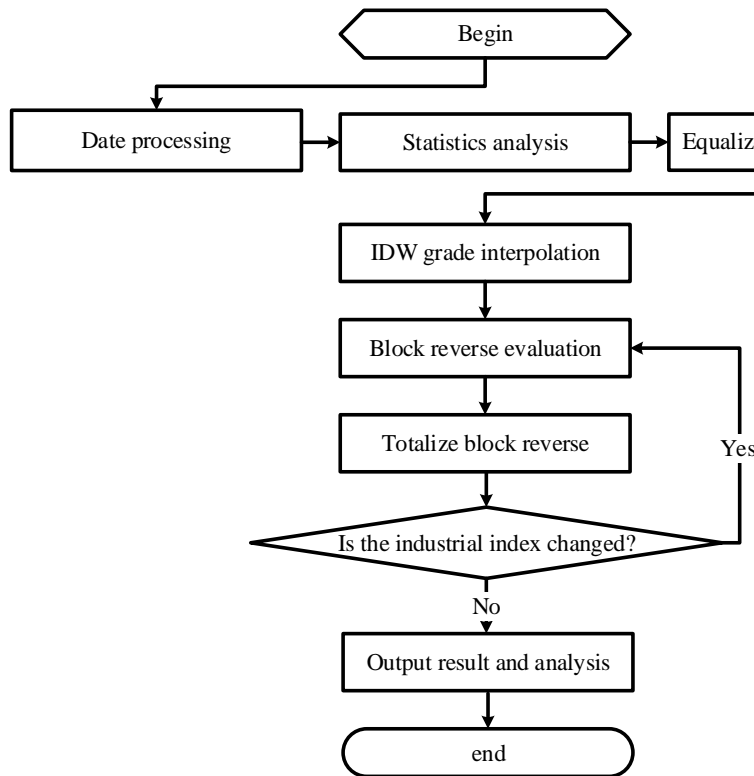 Begin
Date processing
Statistics analysis
Equaliz
IDW grade interpolation
Block reverse evaluation
Totalize block reverse
Yes
Is the industrial index changed?
No
Output result and analysis
end